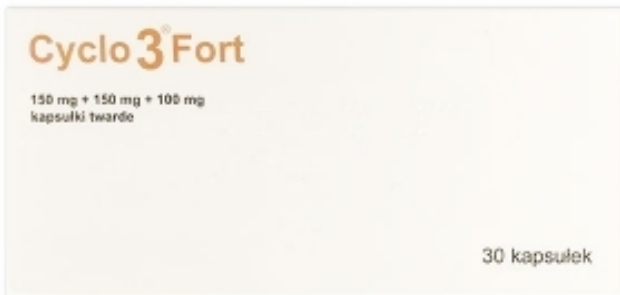 Cyclo 3® Fort
150 mg + 150 mg + 100 mg
kapsułki twarde
30 kapsułek